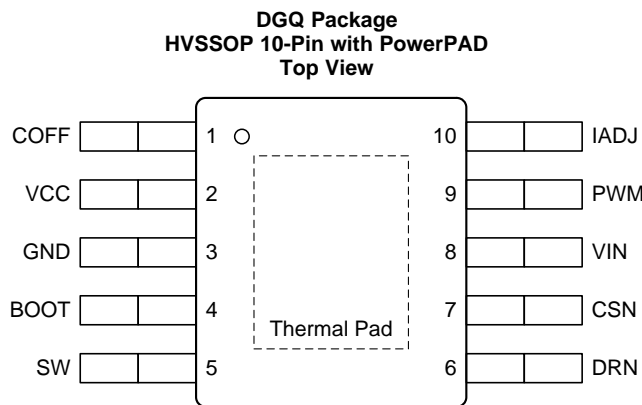 DGQ Package
HVSSOP 10-Pin with PowerPAD
Top View
COFF 1 10 IADJ
VCC 2 9 PWM
GND 3 8 VIN
BOOT 4 7 CSN
Thermal Pad
SW 5 6 DRN